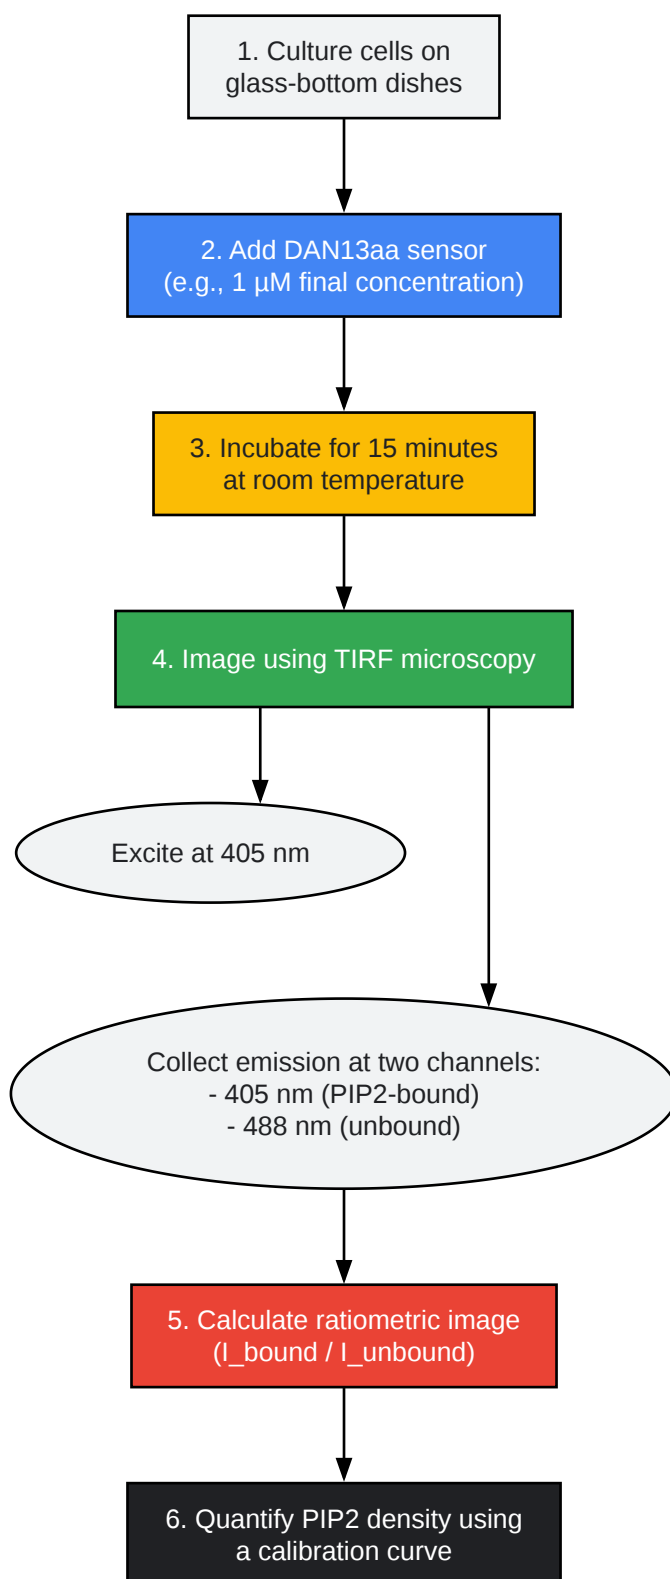 1. Culture cells on
glass-bottom dishes
2. Add DAN13aa sensor
(e.g., 1 µM final concentration)
3. Incubate for 15 minutes
at room temperature
4. Image using TIRF microscopy
Excite at 405 nm
Collect emission at two channels:
- 405 nm (PIP2-bound)
- 488 nm (unbound)
5. Calculate ratiometric image
(I_bound / I_unbound)
6. Quantify PIP2 density using
a calibration curve